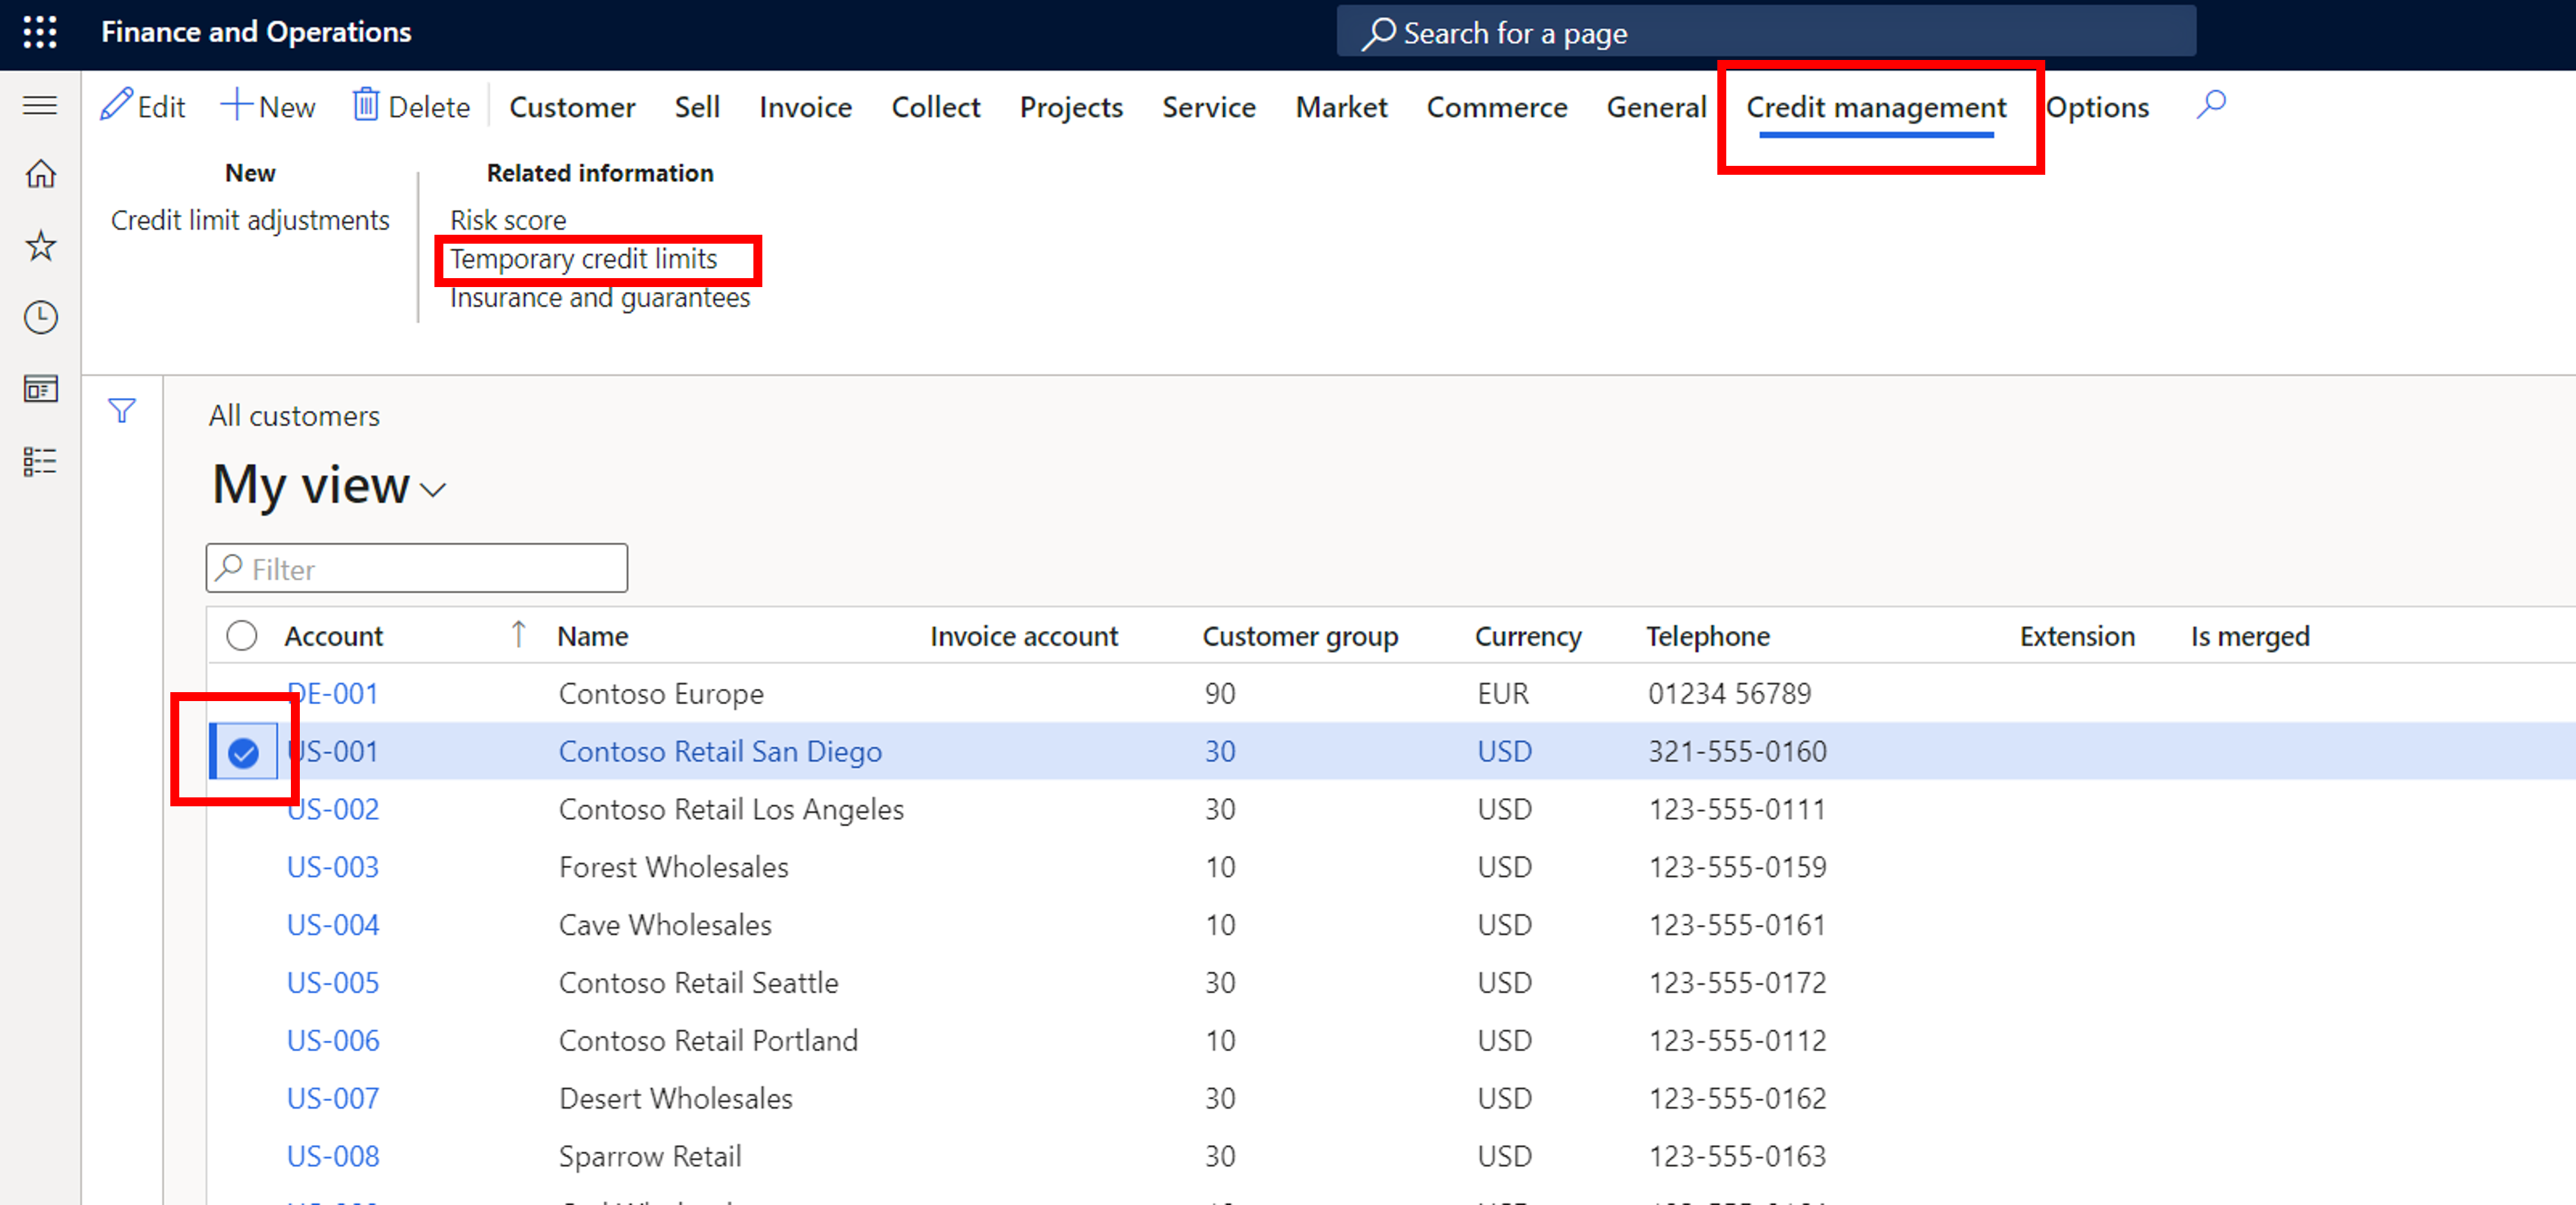 Finance and Operations Search for a page
Edit New Delete Customer Sell Invoice Collect Projects Service Market Commerce General Credit management Options
New Related information
Credit limit adjustments Risk score
Temporary credit limits
Insurance and guarantees
All customers
My view
Filter
Account Name Invoice account Customer group Currency Telephone Extension Is merged
DE-001 Contoso Europe 90 EUR 01234 56789
US-001 Contoso Retail San Diego 30 USD 321-555-0160
US-002 Contoso Retail Los Angeles 30 USD 123-555-0111
US-003 Forest Wholesales 10 USD 123-555-0159
US-004 Cave Wholesales 10 USD 123-555-0161
US-005 Contoso Retail Seattle 30 USD 123-555-0172
US-006 Contoso Retail Portland 10 USD 123-555-0112
US-007 Desert Wholesales 30 USD 123-555-0162
US-008 Sparrow Retail 30 USD 123-555-0163